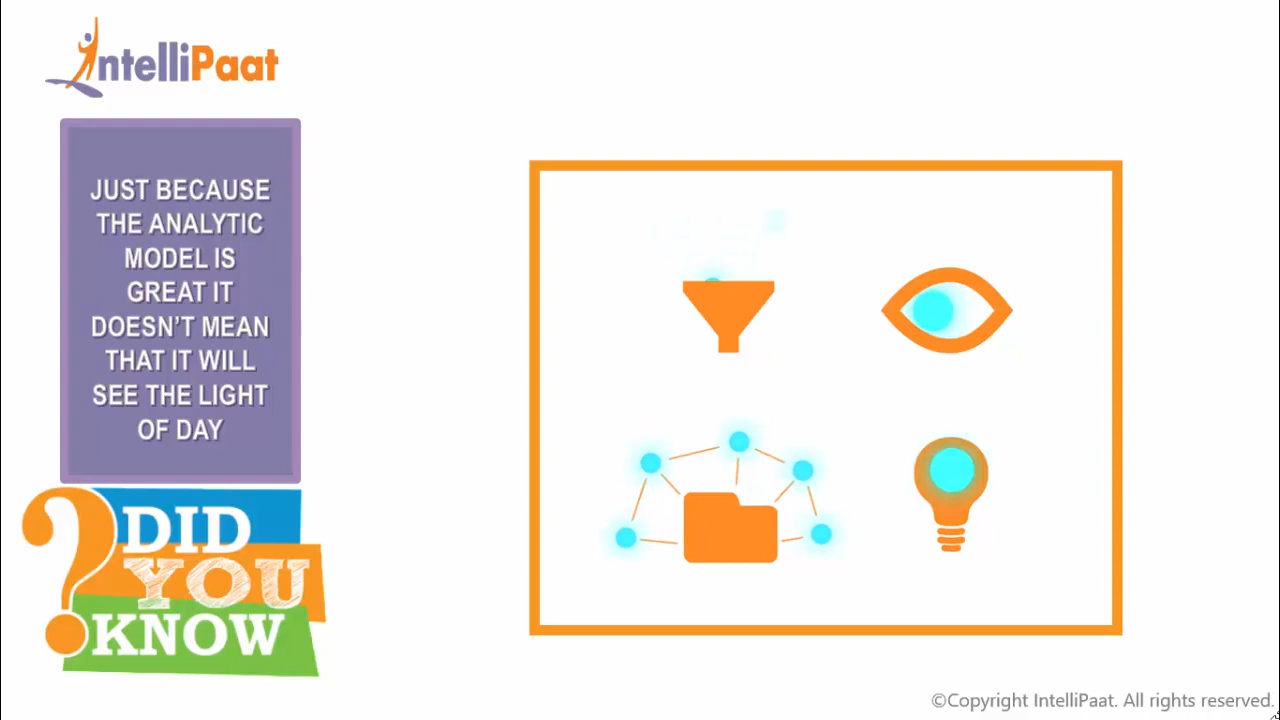 IntelliPaat
JUST BECAUSE
THE ANALYTIC
MODEL IS
GREAT IT
DOESN'T MEAN
THAT IT WILL
SEE THE LIGHT
OF DAY
? DID
YOU
KNOW
©Copyright IntelliPaat. All rights reserved.